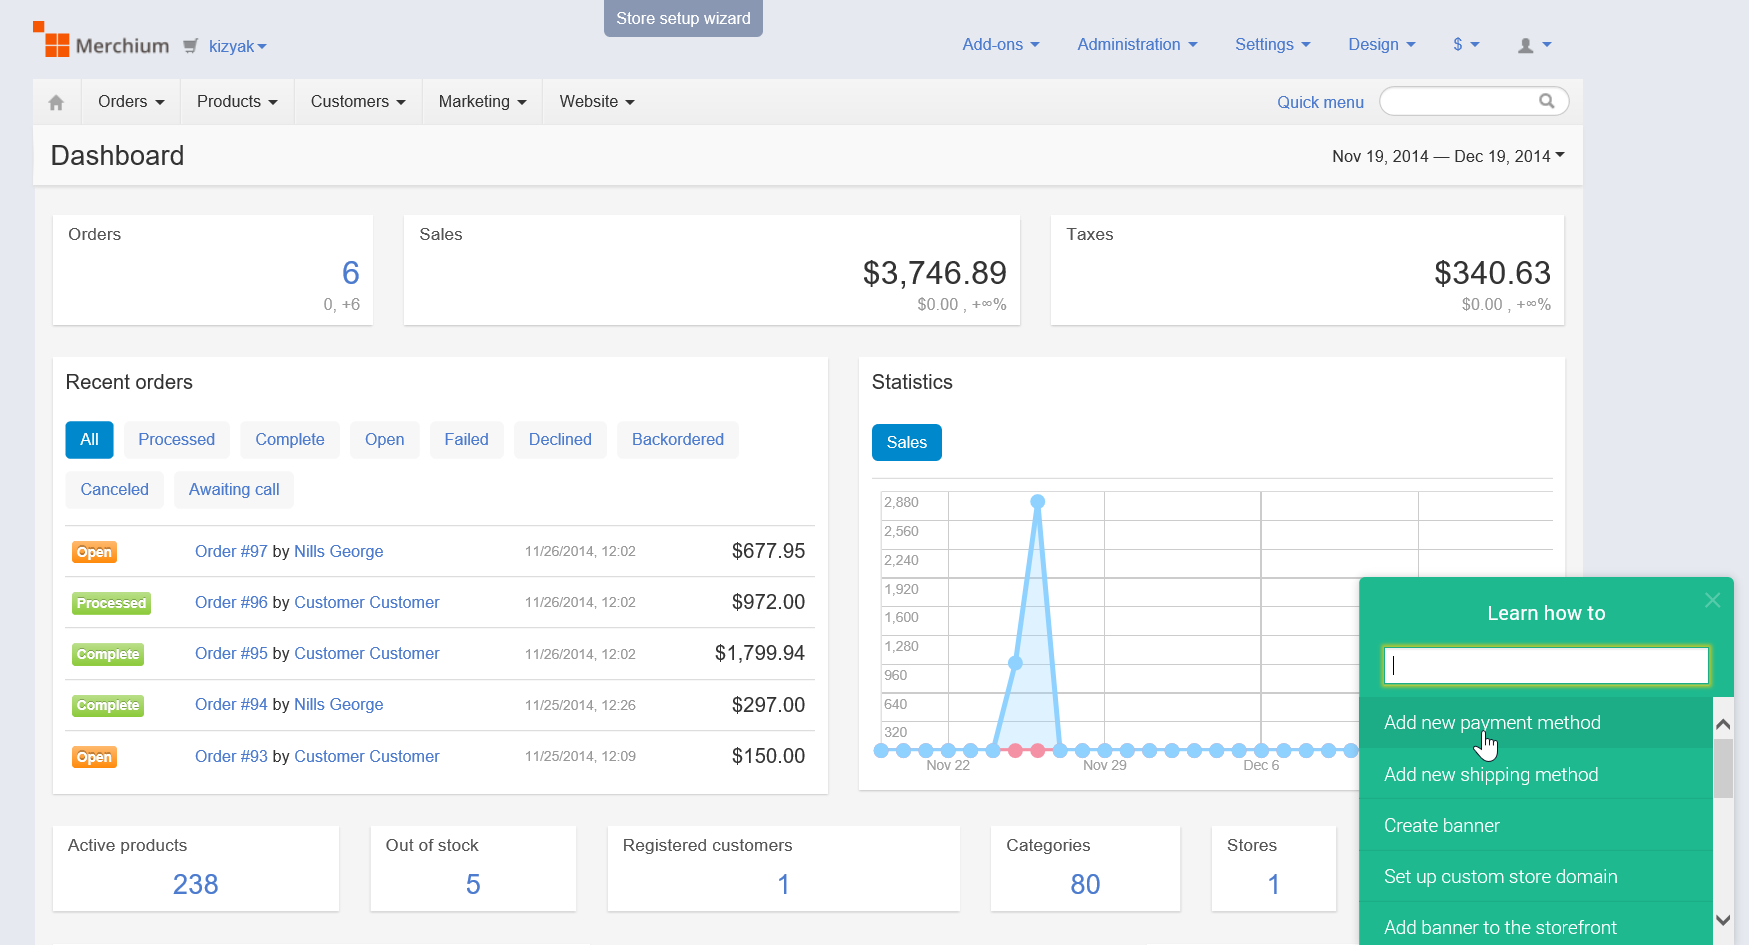 Store setup wizard
Merchium kizyak
Add-ons Administration Settings Design $
Orders Products Customers Marketing Website
Quick menu
Dashboard
Nov 19, 2014 — Dec 19, 2014
Orders
6
0, +6
Sales
$3,746.89
$0.00 , +∞%
Taxes
$340.63
$0.00 , +∞%
Recent orders
All Processed Complete Open Failed Declined Backordered
Canceled Awaiting call
Open Order #97 by Nills George 11/26/2014, 12:02 $677.95
Processed Order #96 by Customer Customer 11/26/2014, 12:02 $972.00
Complete Order #95 by Customer Customer 11/26/2014, 12:02 $1,799.94
Complete Order #94 by Nills George 11/25/2014, 12:26 $297.00
Open Order #93 by Customer Customer 11/25/2014, 12:09 $150.00
Statistics
Sales
2,880
2,560
2,240
1,920
1,600
1,280
960
640
320
Nov 22 Nov 29 Dec 6
Learn how to
Add new payment method
Add new shipping method
Create banner
Set up custom store domain
Add banner to the storefront
Active products
238
Out of stock
5
Registered customers
1
Categories
80
Stores
1